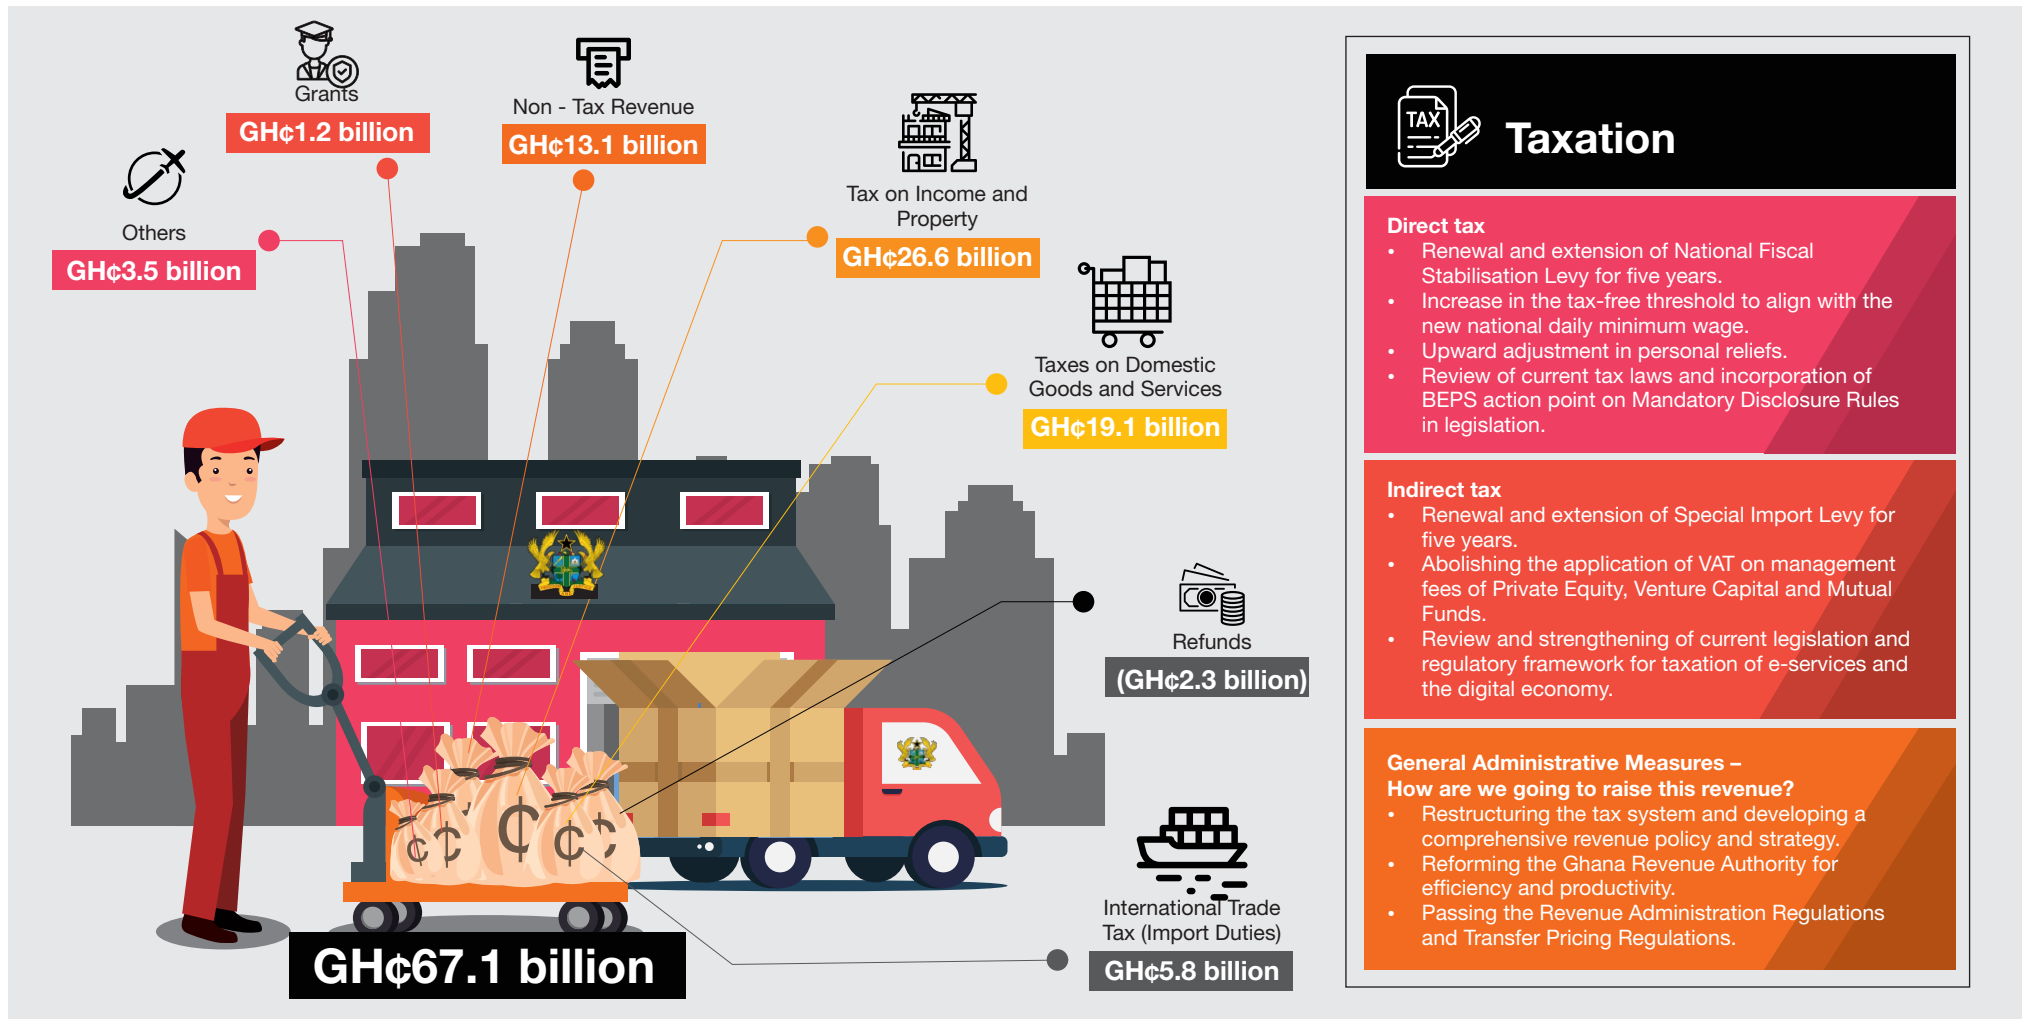 Grants
GH¢1.2 billion
Non - Tax Revenue
GH¢13.1 billion
Tax on Income and
Property
GH¢26.6 billion
Others
GH¢3.5 billion
Taxes on Domestic
Goods and Services
GH¢19.1 billion
Refunds
(GH¢2.3 billion)
International Trade
Tax (Import Duties)
GH¢5.8 billion
¢
¢
¢
¢
¢
GH¢67.1 billion
TAX
Taxation
Direct tax
• Renewal and extension of National Fiscal
Stabilisation Levy for five years.
• Increase in the tax-free threshold to align with the
new national daily minimum wage.
• Upward adjustment in personal reliefs.
• Review of current tax laws and incorporation of
BEPS action point on Mandatory Disclosure Rules
in legislation.
Indirect tax
• Renewal and extension of Special Import Levy for
five years.
• Abolishing the application of VAT on management
fees of Private Equity, Venture Capital and Mutual
Funds.
• Review and strengthening of current legislation and
regulatory framework for taxation of e-services and
the digital economy.
General Administrative Measures –
How are we going to raise this revenue?
• Restructuring the tax system and developing a
comprehensive revenue policy and strategy.
• Reforming the Ghana Revenue Authority for
efficiency and productivity.
• Passing the Revenue Administration Regulations
and Transfer Pricing Regulations.